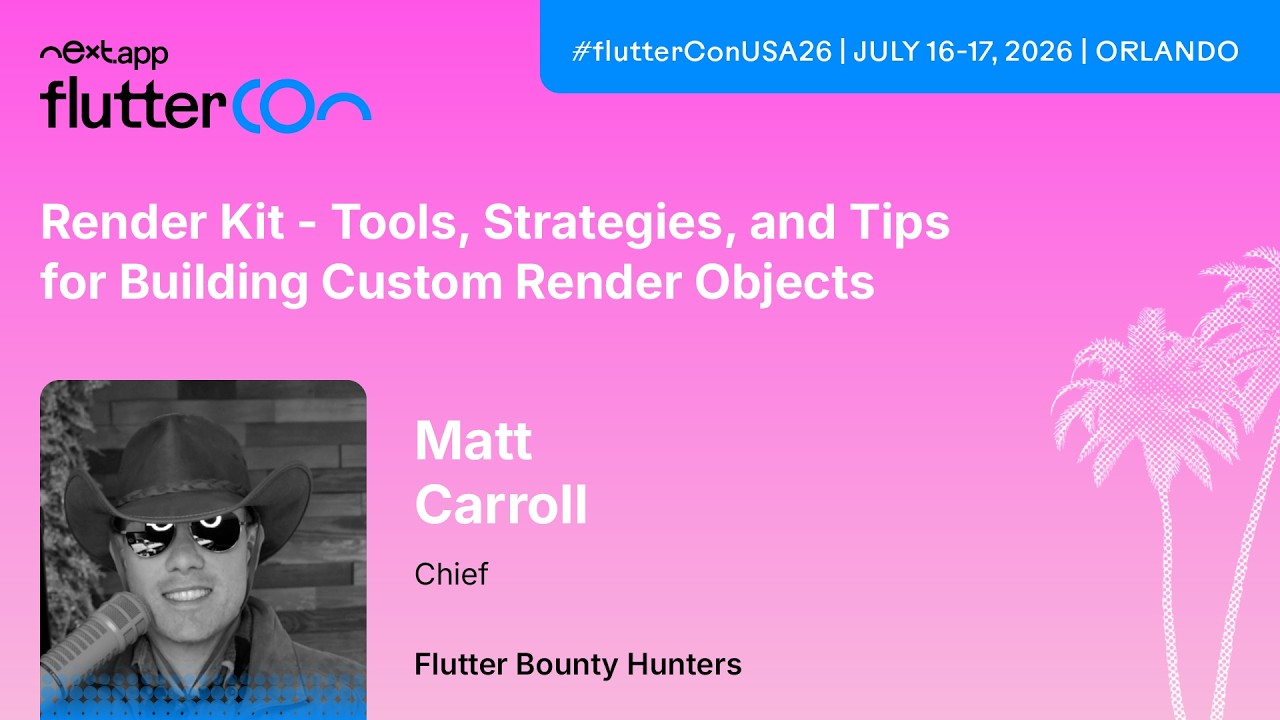 next.app
flutterCon
#flutterConUSA26 | JULY 16-17, 2026 | ORLANDO
Render Kit - Tools, Strategies, and Tips
for Building Custom Render Objects
Matt
Carroll
Chief
Flutter Bounty Hunters